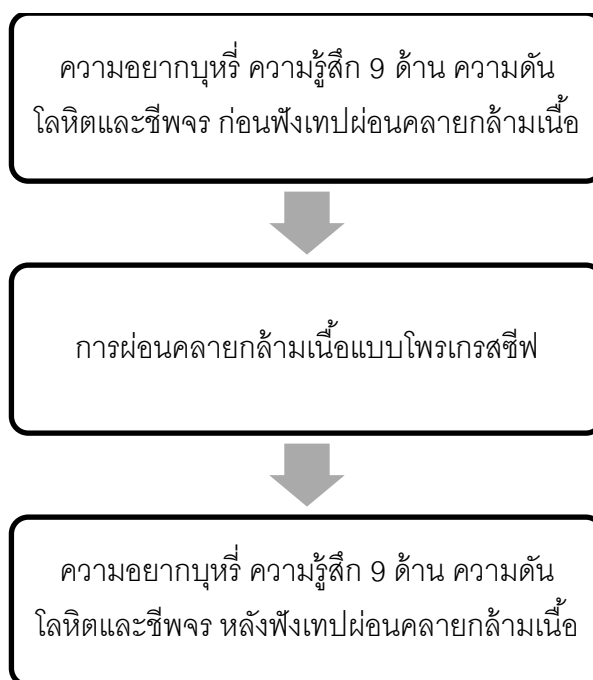 ความอยากบุหรี่ ความรู้สึก 9 ด้าน ความดัน
โลหิตและชีพจร ก่อนฟังเทปผ่อนคลายกล้ามเนื้อ
การผ่อนคลายกล้ามเนื้อแบบโพรเกรสซีฟ
ความอยากบุหรี่ ความรู้สึก 9 ด้าน ความดัน
โลหิตและชีพจร หลังฟังเทปผ่อนคลายกล้ามเนื้อ